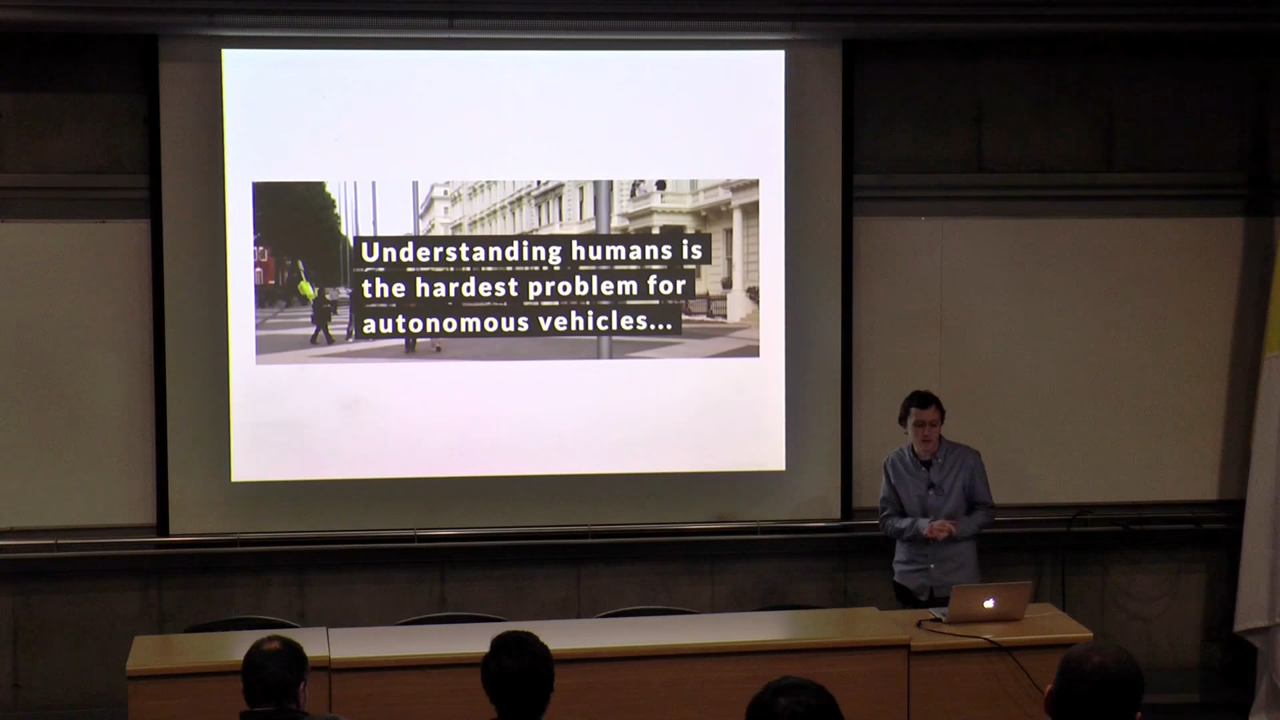 Understanding humans is
the hardest problem for
autonomous vehicles...